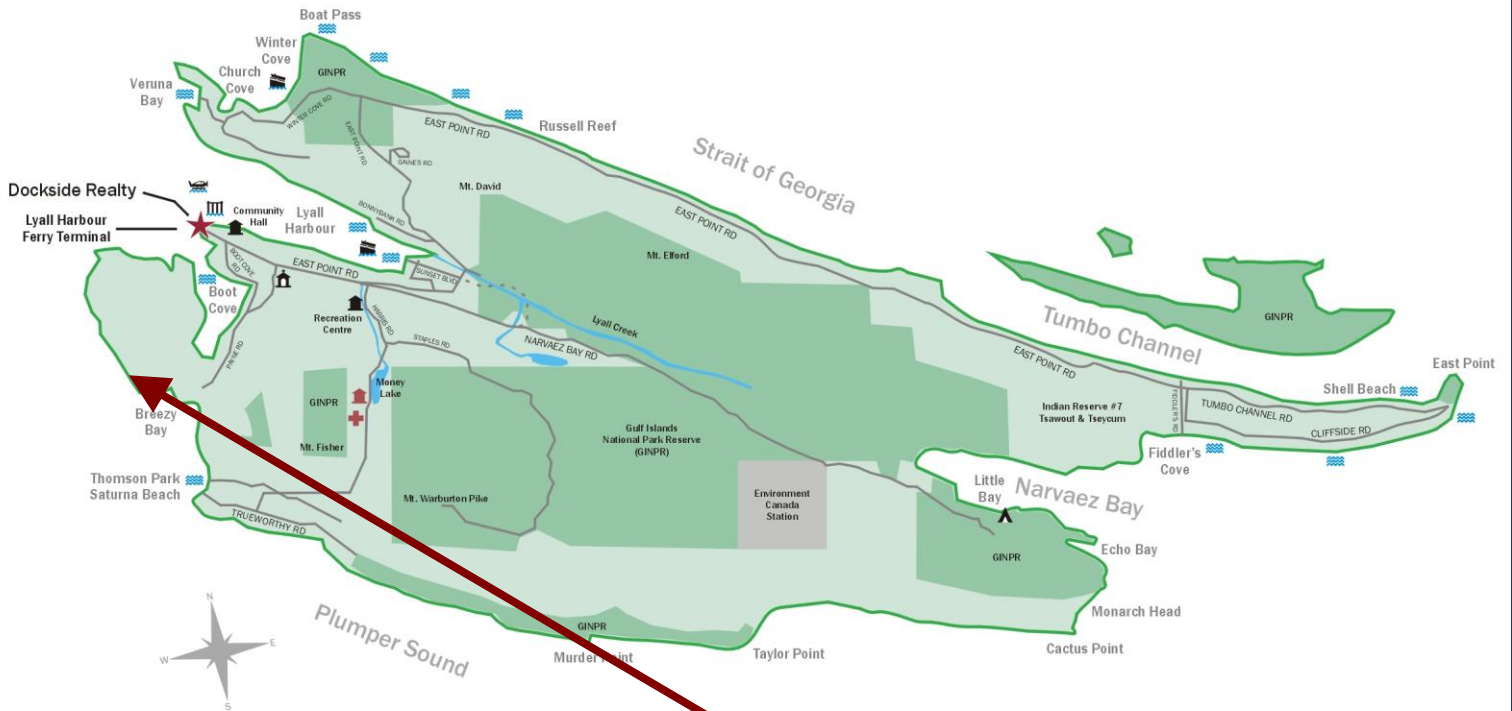 Boat Pass
Winter
Cove
Church
Cove
GINPR
Veruna
Bay
WINTER COVE RD
EAST POINT RD
EAST POINT RD
Russell Reef
Strait of Georgia
GAINES RD
Mt. David
Dockside Realty
Lyall Harbour
Ferry Terminal
Community
Hall
Lyall
Harbour
BONNYBANK RD
EAST POINT RD
Mt. Elford
BOOT COVE
RD
EAST POINT RD
SUNSET BLVD
Boot
Cove
Recreation
Centre
HARRIS RD
STAPLES RD
NARVAEZ BAY RD
Lyall Creek
GINPR
Tumbo Channel
EAST POINT RD
East Point
Shell Beach
PAYNE RD
Money
Lake
Breezy
Bay
GINPR
Mt. Fisher
Gulf Islands
National Park Reserve
(GINPR)
Indian Reserve #7
Tsawout & Tseycum
FIDDLER'S RD
TUMBO CHANNEL RD
CLIFFSIDE RD
Fiddler's
Cove
Thomson Park
Saturna Beach
Mt. Warburton Pike
Environment
Canada
Station
Little
Bay
Narvaez Bay
TRUEWORTHY RD
GINPR
Echo Bay
Monarch Head
Cactus Point
N
W
E
S
Plumper Sound
GINPR
Murder Point
Taylor Point